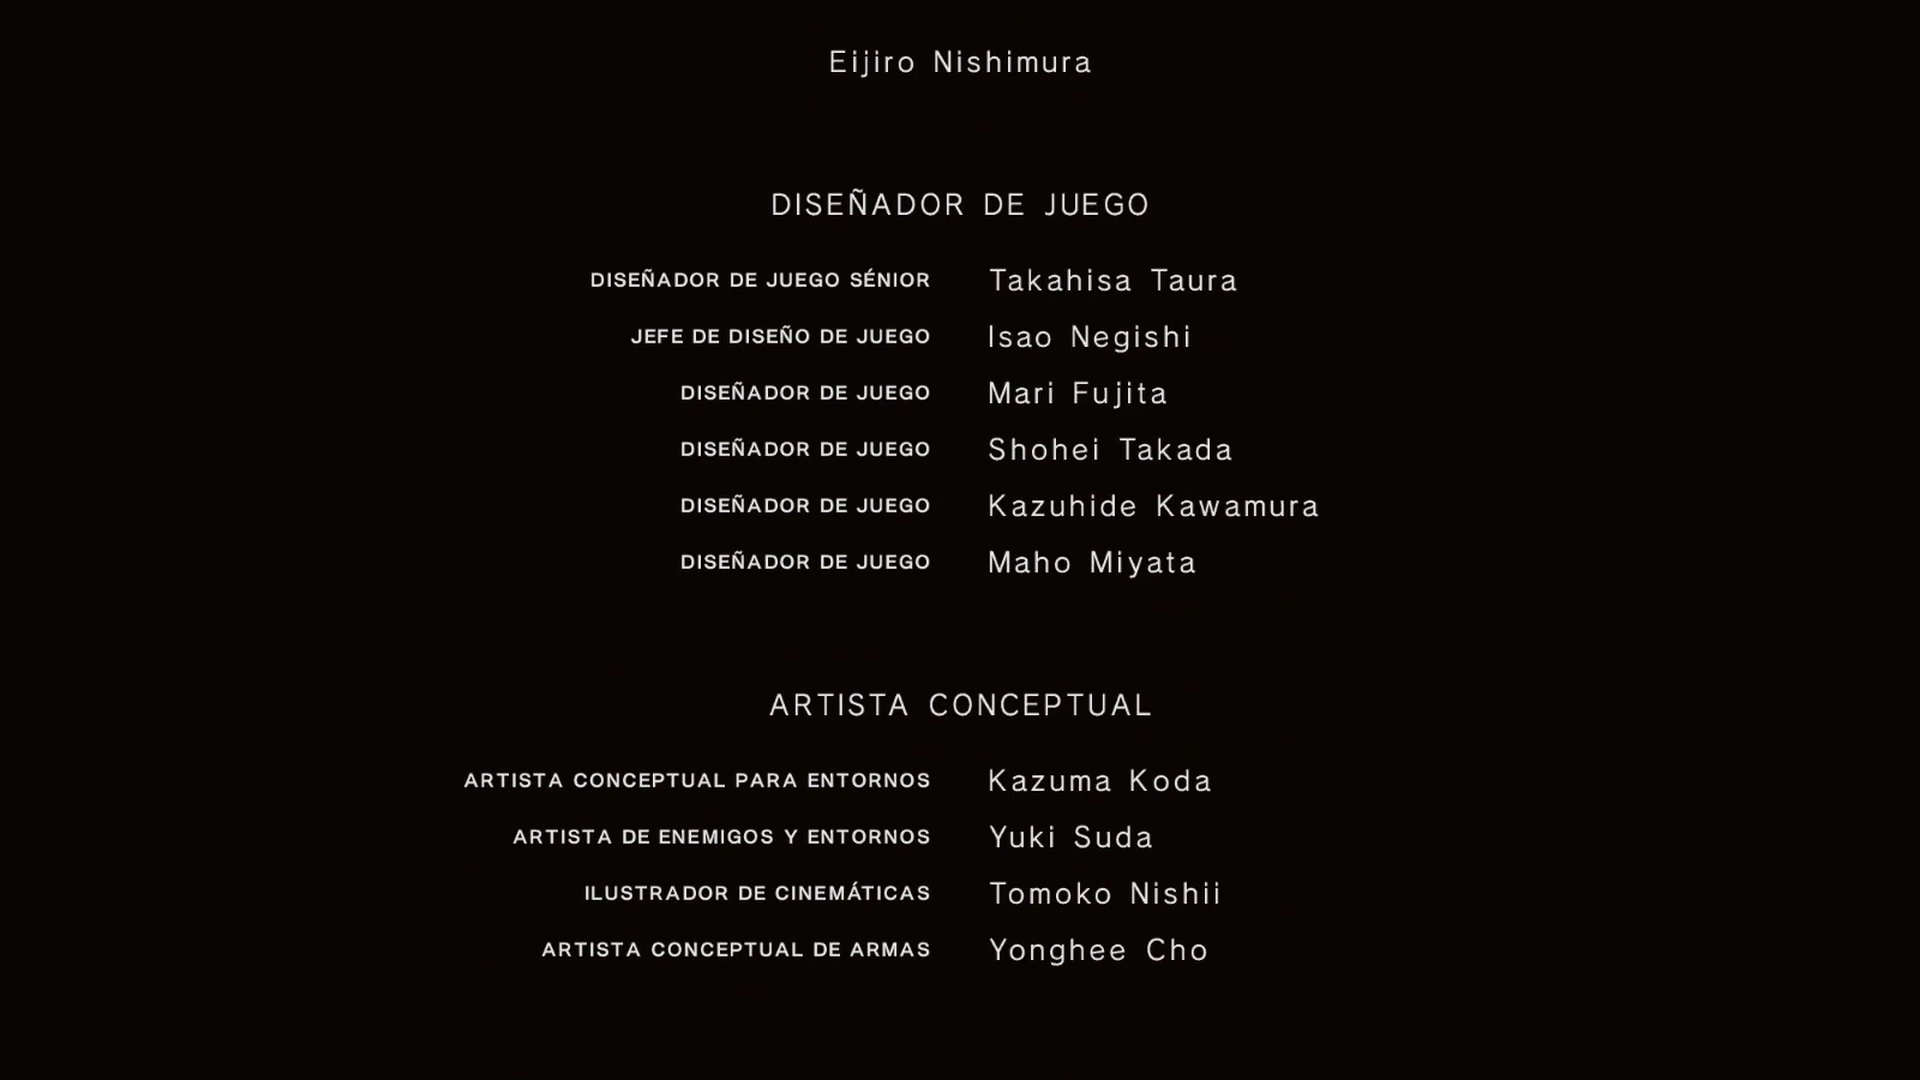 Eijiro Nishimura
DISEÑADOR DE JUEGO
DISEÑADOR DE JUEGO SÉNIOR Takahisa Taura
JEFE DE DISEÑO DE JUEGO Isao Negishi
DISEÑADOR DE JUEGO Mari Fujita
DISEÑADOR DE JUEGO Shohei Takada
DISEÑADOR DE JUEGO Kazuhide Kawamura
DISEÑADOR DE JUEGO Maho Miyata
ARTISTA CONCEPTUAL
ARTISTA CONCEPTUAL PARA ENTORNOS Kazuma Koda
ARTISTA DE ENEMIGOS Y ENTORNOS Yuki Suda
ILUSTRADOR DE CINEMÁTICAS Tomoko Nishii
ARTISTA CONCEPTUAL DE ARMAS Yonghee Cho